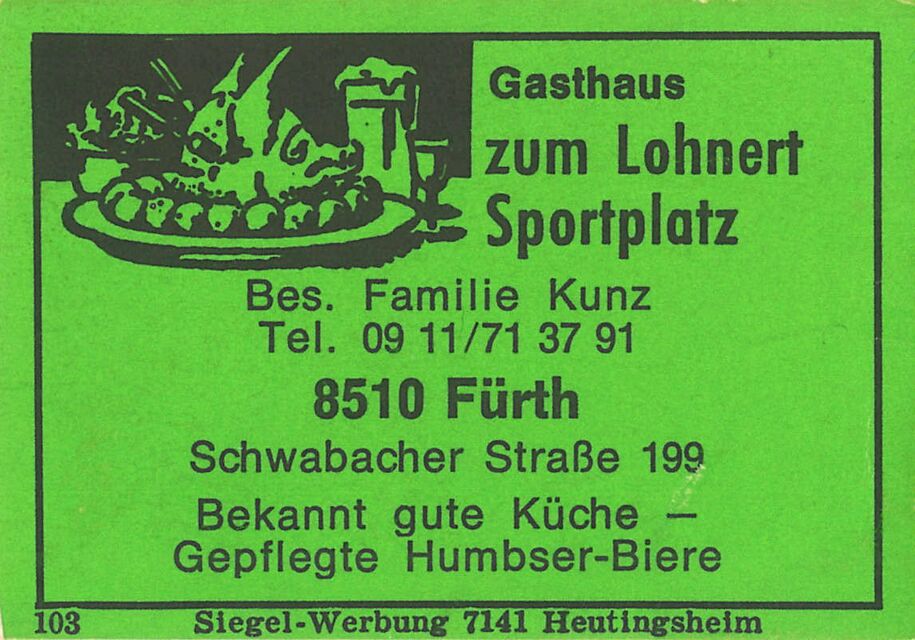 Gasthaus
zum Lohnert
Sportplatz
Bes. Familie Kunz
Tel. 09 11/71 37 91
8510 Fürth
Schwabacher Straße 199
Bekannt gute Küche –
Gepflegte Humbser-Biere
103 Siegel-Werbung 7141 Heutingsheim